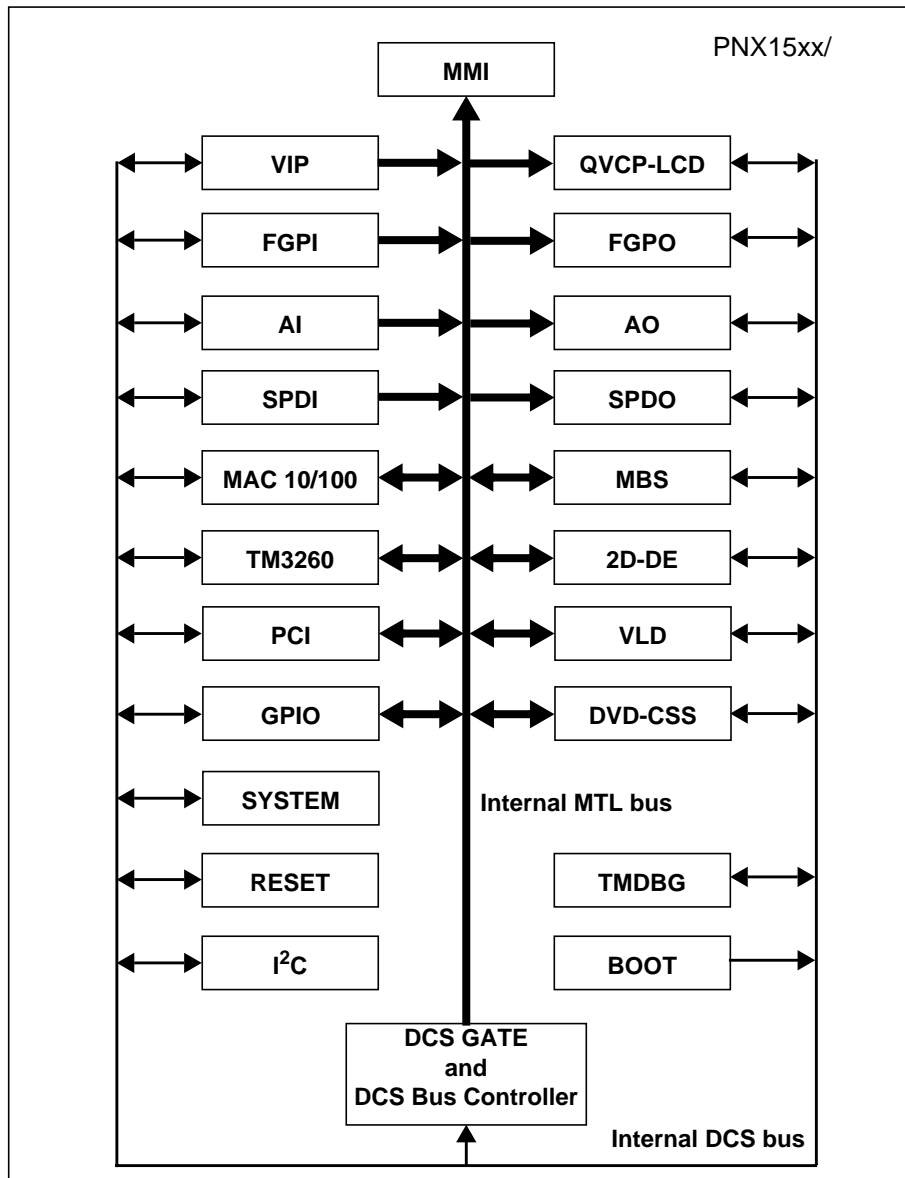 PNX15xx/
MMI
VIP
QVCP-LCD
FGPI
FGPO
AI
AO
SPDI
SPDO
MAC 10/100
MBS
TM3260
2D-DE
PCI
VLD
GPIO
DVD-CSS
SYSTEM
Internal MTL bus
RESET
TMDBG
I²C
BOOT
DCS GATE
and
DCS Bus Controller
Internal DCS bus